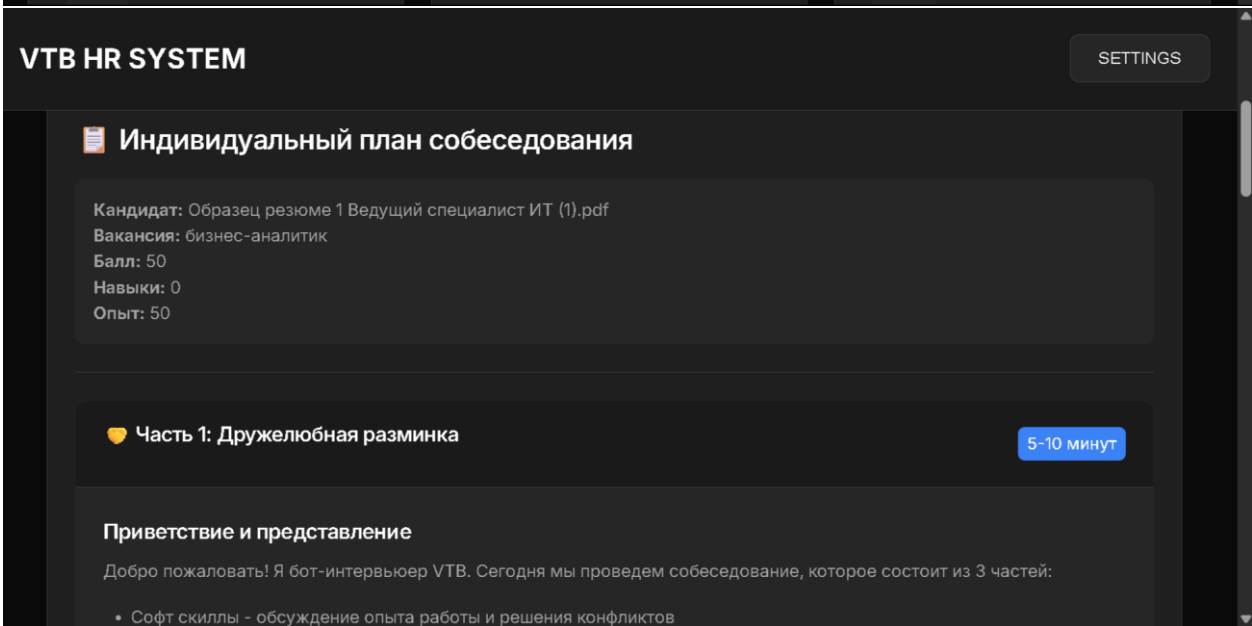 VTB HR SYSTEM
SETTINGS
Индивидуальный план собеседования
Кандидат: Образец резюме 1 Ведущий специалист ИТ (1).pdf
Вакансия: бизнес-аналитик
Балл: 50
Навыки: 0
Опыт: 50
Часть 1: Дружелюбная разминка
5-10 минут
Приветствие и представление
Добро пожаловать! Я бот-интервьюер VTB. Сегодня мы проведем собеседование, которое состоит из 3 частей:
• Софт скиллы - обсуждение опыта работы и решения конфликтов